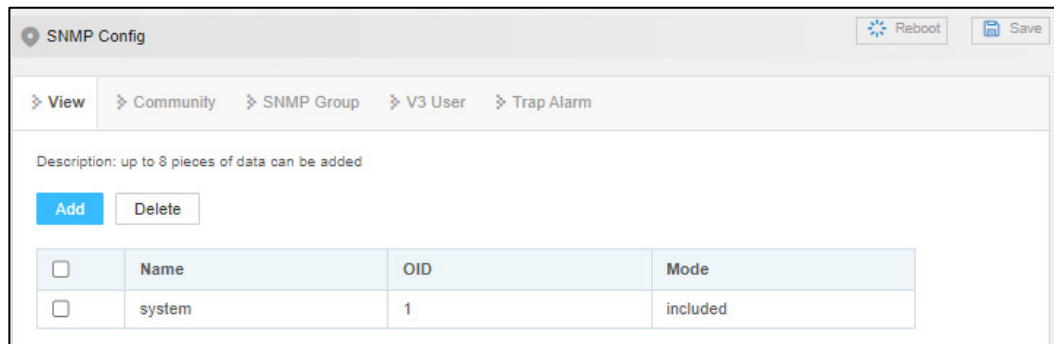 SNMP Config Reboot Save
View Community SNMP Group V3 User Trap Alarm
Description: up to 8 pieces of data can be added
Add Delete
Name OID Mode
system 1 included